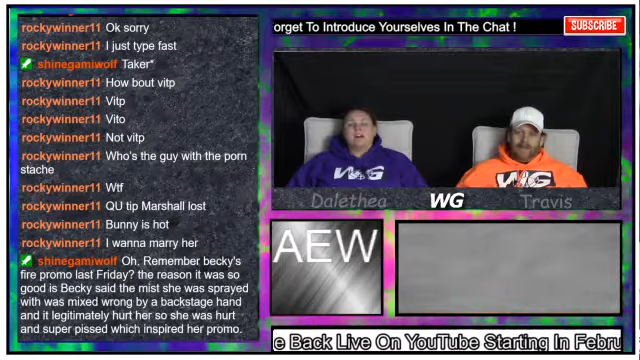 rockywinner11 Ok sorry
rockywinner11 I just type fast
shinegamiwolf Taker*
rockywinner11 How bout vitp
rockywinner11 Vitp
rockywinner11 Vito
rockywinner11 Not vitp
rockywinner11 Who's the guy with the porn
stache
rockywinner11 Wtf
rockywinner11 QU tip Marshall lost
rockywinner11 Bunny is hot
rockywinner11 I wanna marry her
shinegamiwolf Oh. Remember becky's
fire promo last Friday? the reason it was so
good is Becky said the mist she was sprayed
with was mixed wrong by a backstage hand
and it legitimately hurt her so she was hurt
and super pissed which inspired her promo.
orget To Introduce Yourselves In The Chat !
SUBSCRIBE
WG
WG
Dalethea WG Travis
AEW
e Back Live On YouTube Starting In Febru